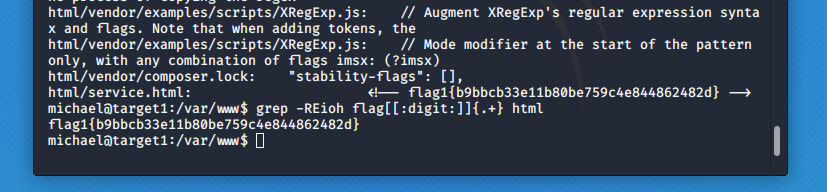 html/vendor/examples/scripts/XRegExp.js:    // Augment XRegExp's regular expression synta
x and flags. Note that when adding tokens, the
html/vendor/examples/scripts/XRegExp.js:    // Mode modifier at the start of the pattern
only, with any combination of flags imsx: (?imsx)
html/vendor/composer.lock:    "stability-flags": [],
html/service.html:                      <!-- flag1{b9bbcb33e11b80be759c4e844862482d} -->
michael@target1:/var/www$ grep -REioh flag[[:digit:]]{.+} html
flag1{b9bbcb33e11b80be759c4e844862482d}
michael@target1:/var/www$